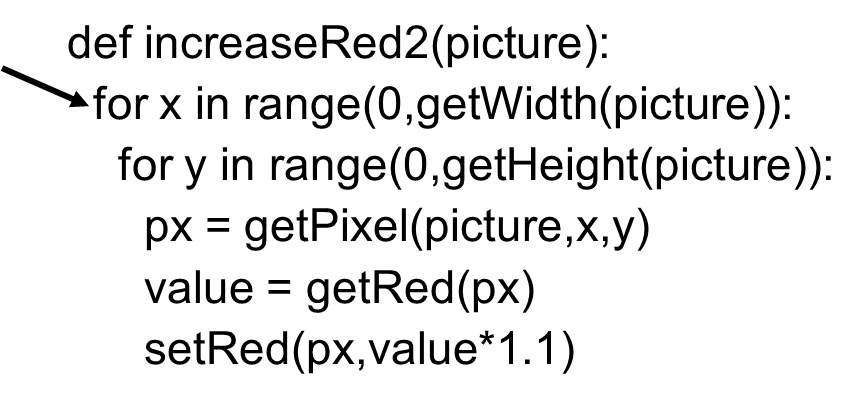 def increaseRed2(picture):
for x in range(0,getWidth(picture)):
for y in range(0,getHeight(picture)):
px = getPixel(picture,x,y)
value = getRed(px)
setRed(px,value*1.1)